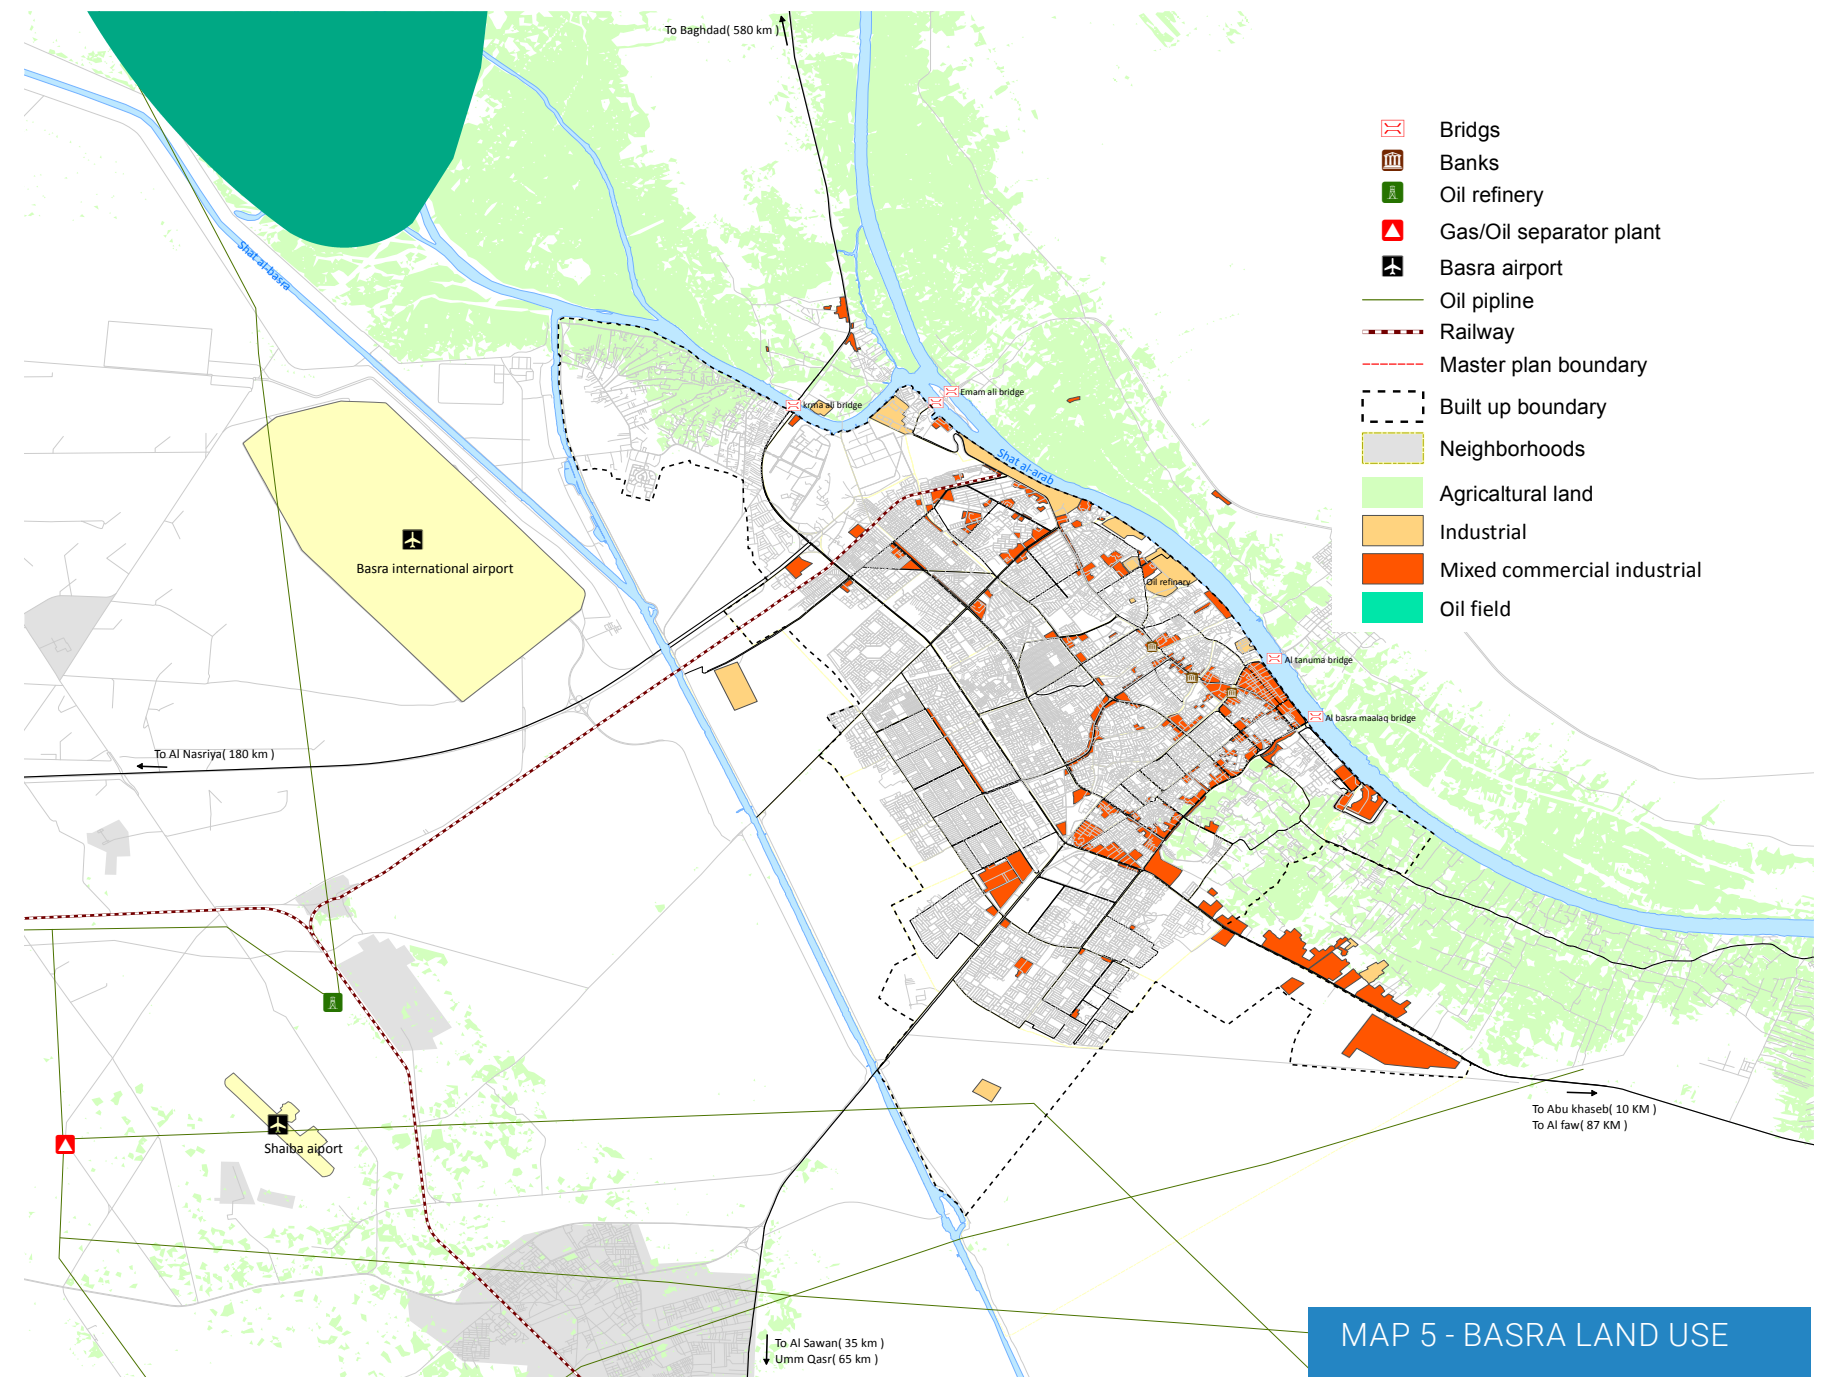 To Baghdad( 580 km )
Bridgs
Banks
Oil refinery
Gas/Oil separator plant
Basra airport
Oil pipline
Railway
Master plan boundary
Built up boundary
Neighborhoods
Agricaltural land
Industrial
Mixed commercial industrial
Oil field
Shat al-basra
krma ali bridge
Emam ali bridge
Shat al-arab
Basra international airport
Oil refinary
Al tanuma bridge
Al basra maalaq bridge
To Al Nasriya( 180 km )
Shaiba aiport
To Abu khaseb( 10 KM )
To Al faw( 87 KM )
To Al Sawan( 35 km )
Umm Qasr( 65 km )
MAP 5 - BASRA LAND USE